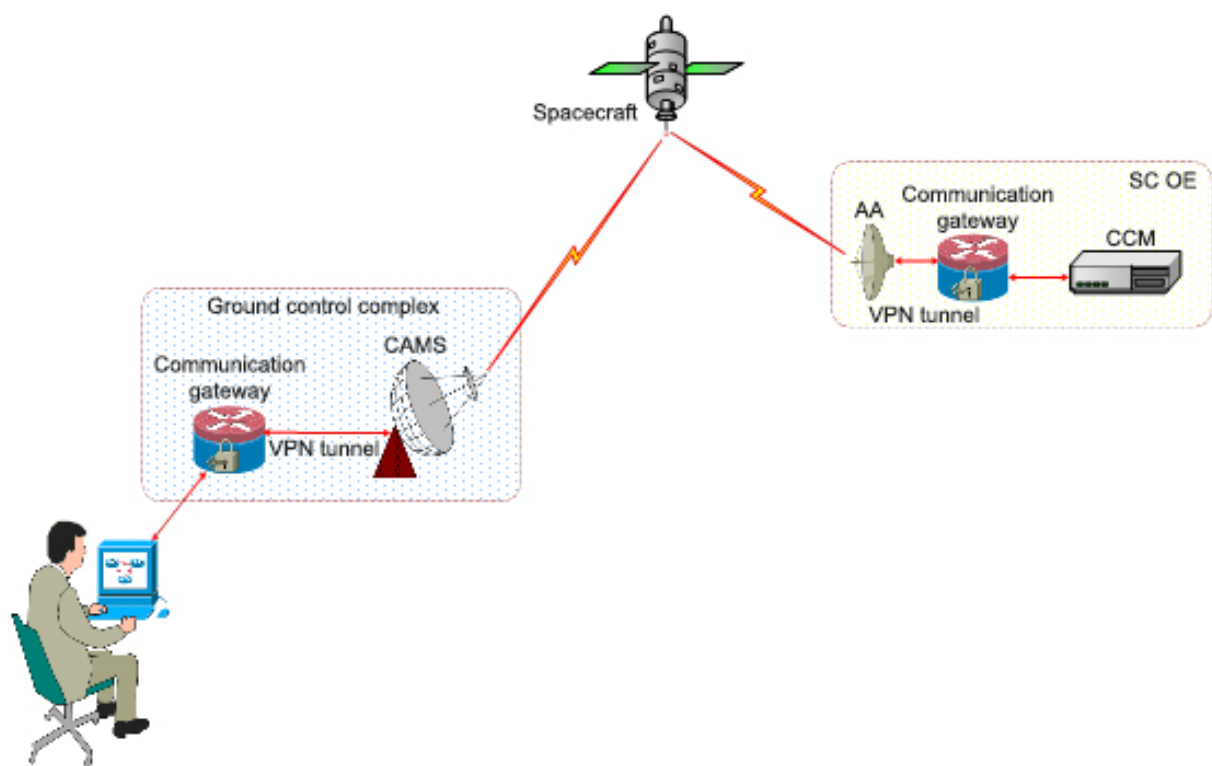 Spacecraft
SC OE
Communication
gateway
AA
CCM
VPN tunnel
Ground control complex
CAMS
Communication
gateway
VPN tunnel